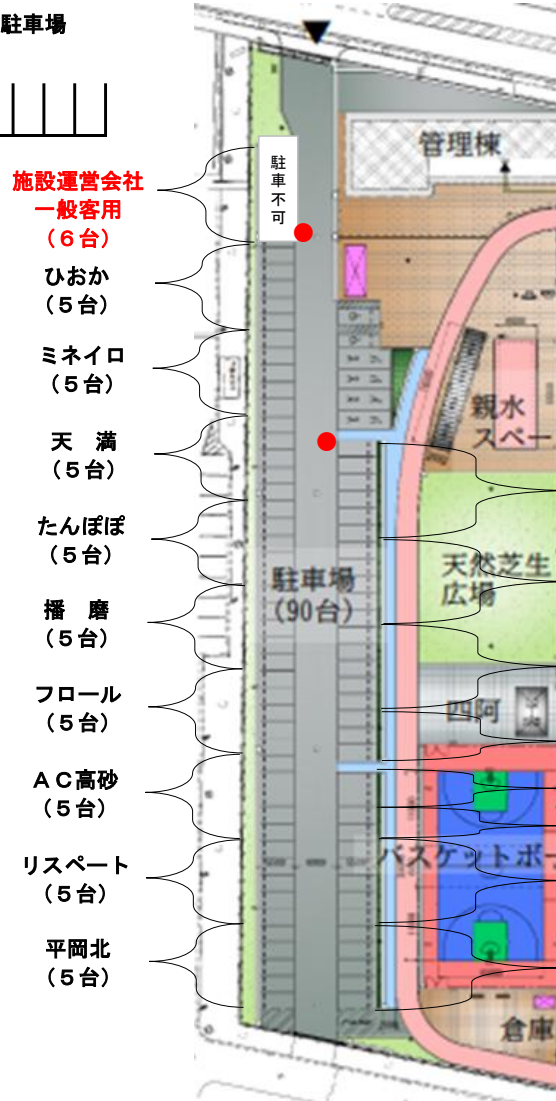 駐車場
施設運営会社
一般客用
（６台）
駐車不可
管理棟
ひおか
（５台）
ミネイロ
（５台）
天　満
（５台）
たんぽぽ
（５台）
播　磨
（５台）
フロール
（５台）
ＡＣ高砂
（５台）
リスペート
（５台）
平岡北
（５台）
駐車場
(90台)
親水
スペー
天然芝生
広場
四阿
バスケットボー
倉庫